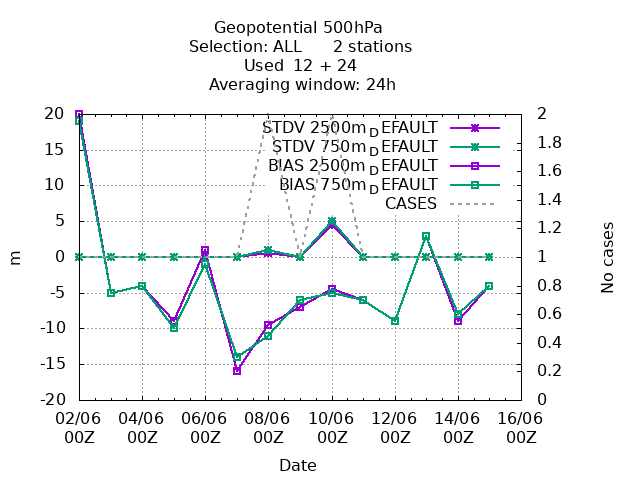 Geopotential 500hPa
Selection: ALL 2 stations
Used 12 + 24
Averaging window: 24h
STDV 2500m DEFAULT
STDV 750m DEFAULT
BIAS 2500m DEFAULT
BIAS 750m DEFAULT
CASES
20
15
10
5
0
-5
-10
-15
-20
m
2
1.8
1.6
1.4
1.2
1
0.8
0.6
0.4
0.2
0
No cases
02/06 04/06 06/06 08/06 10/06 12/06 14/06 16/06
00Z 00Z 00Z 00Z 00Z 00Z 00Z 00Z
Date